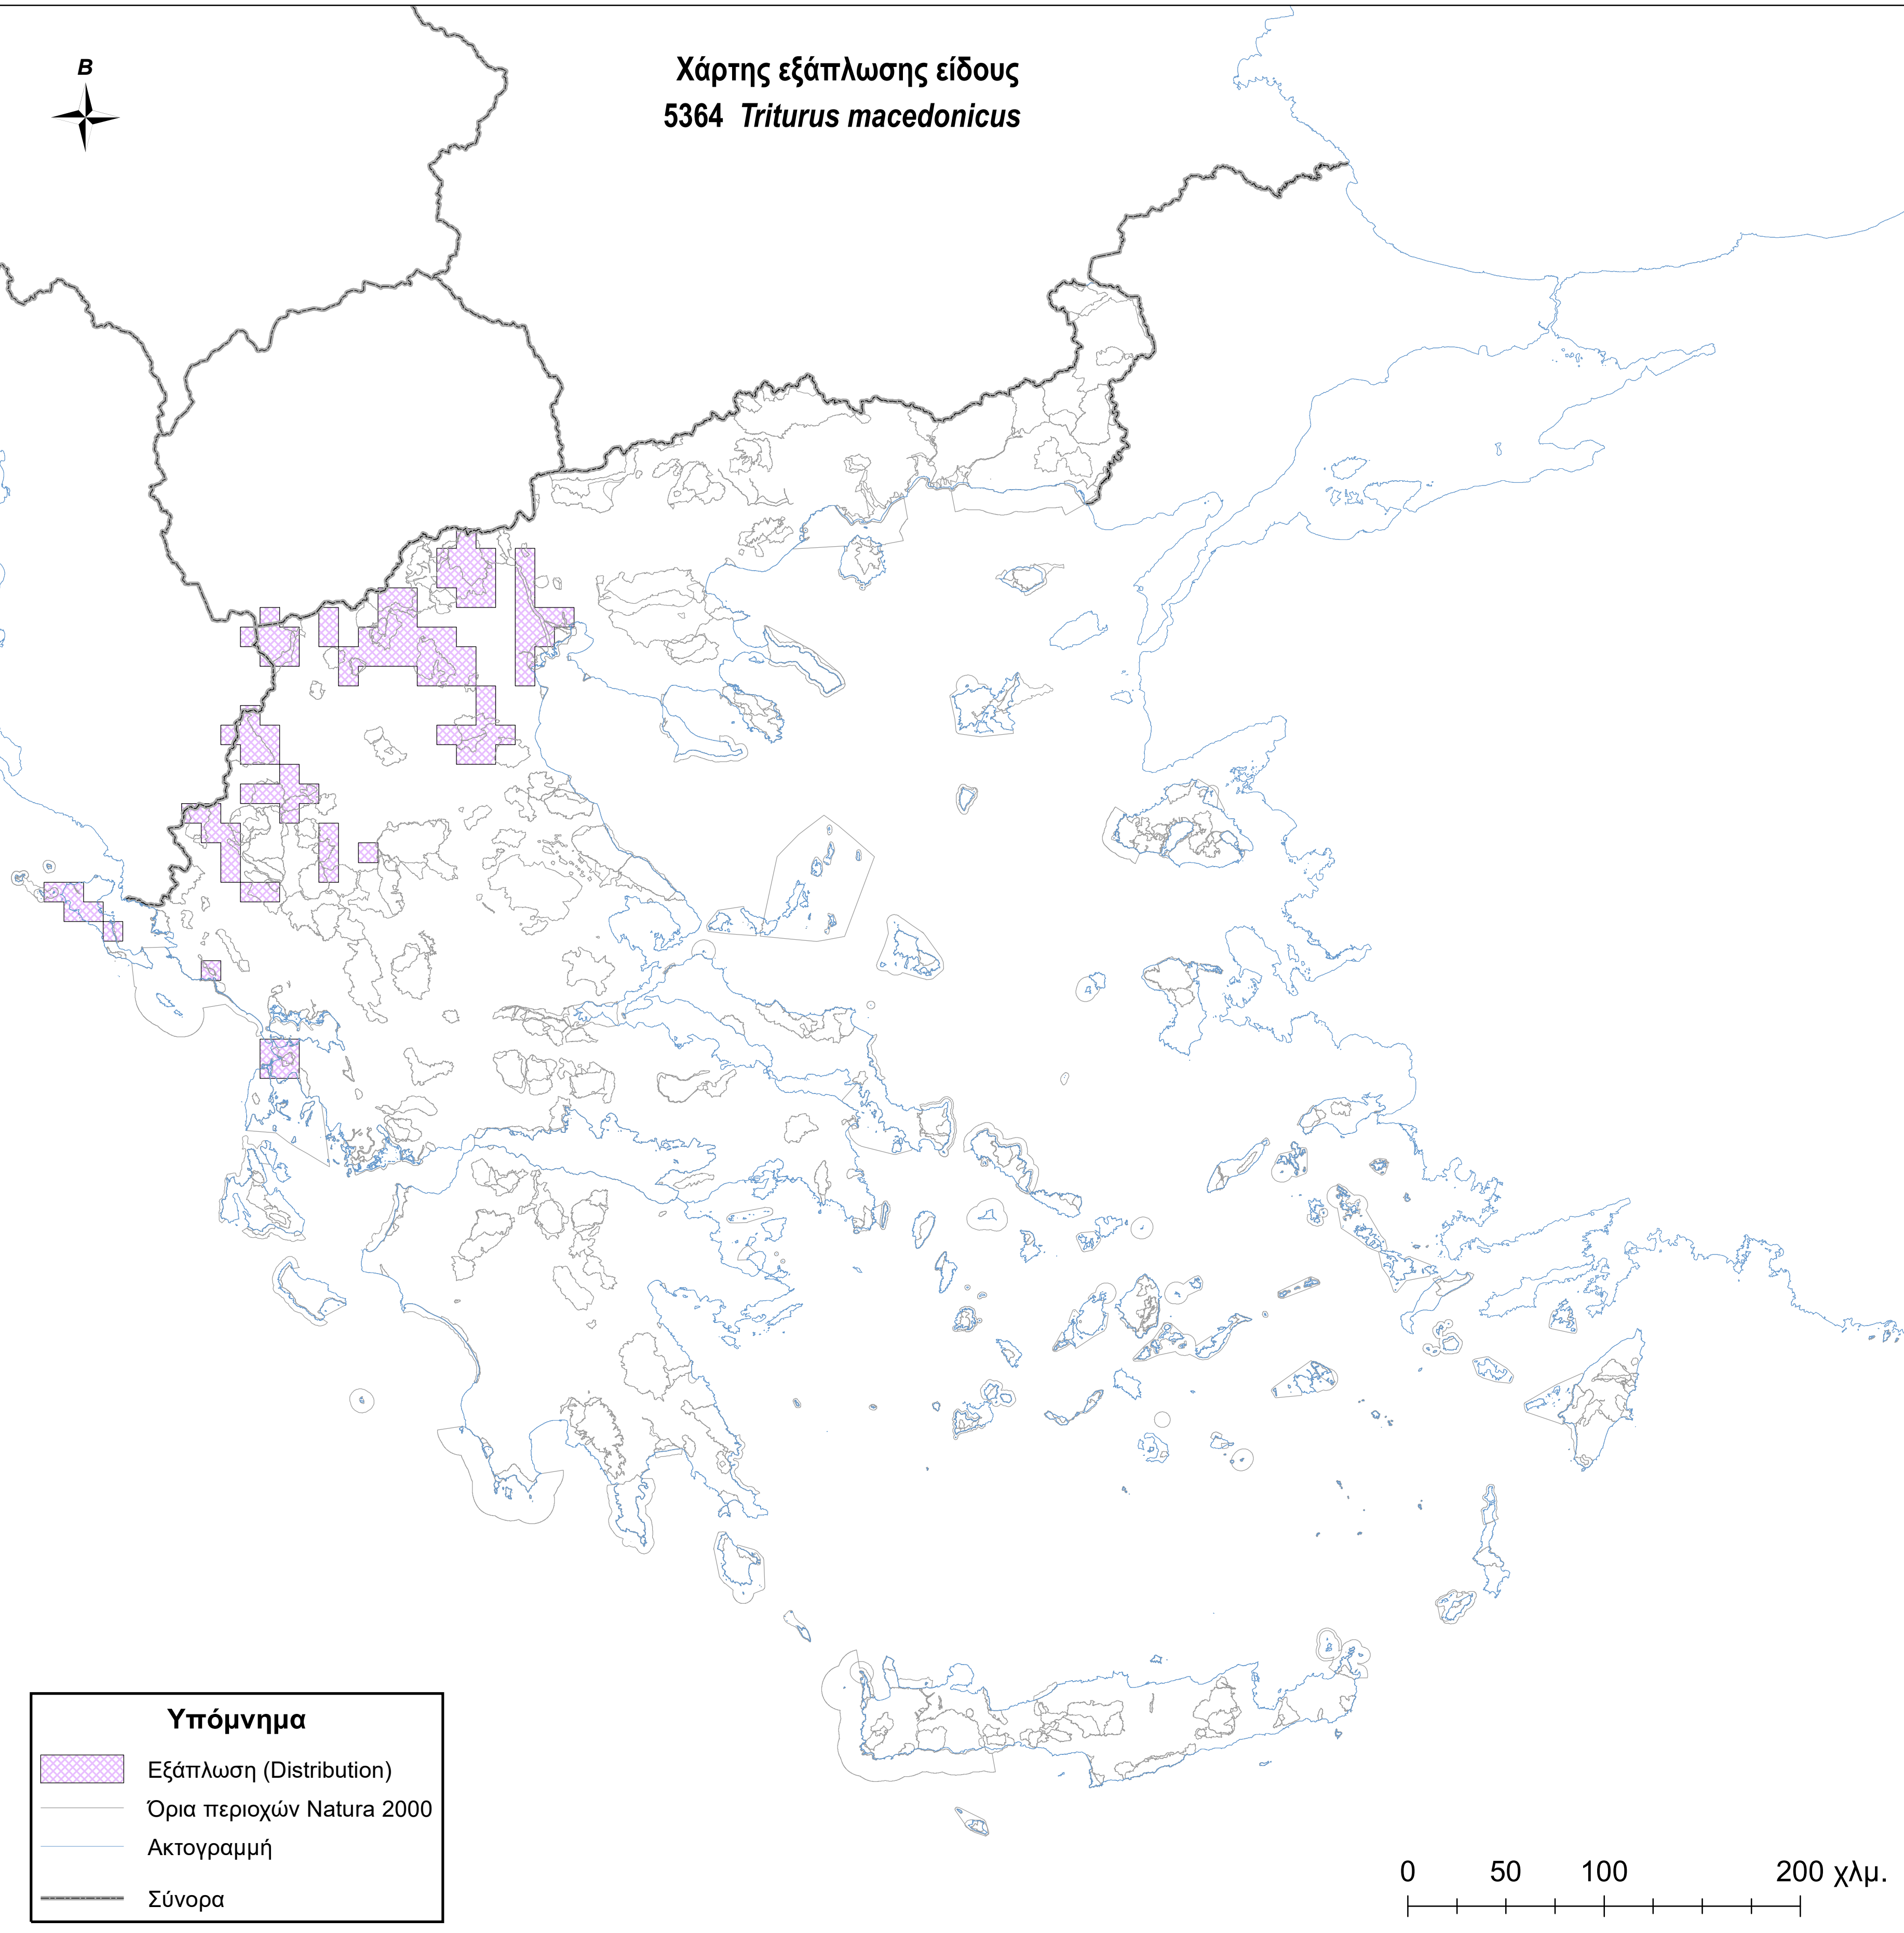 B
Χάρτης εξάπλωσης είδους
5364 Triturus macedonicus
Υπόμνημα
Εξάπλωση (Distribution)
Όρια περιοχών Natura 2000
Ακτογραμμή
Σύνορα
0 50 100 200 χλμ.